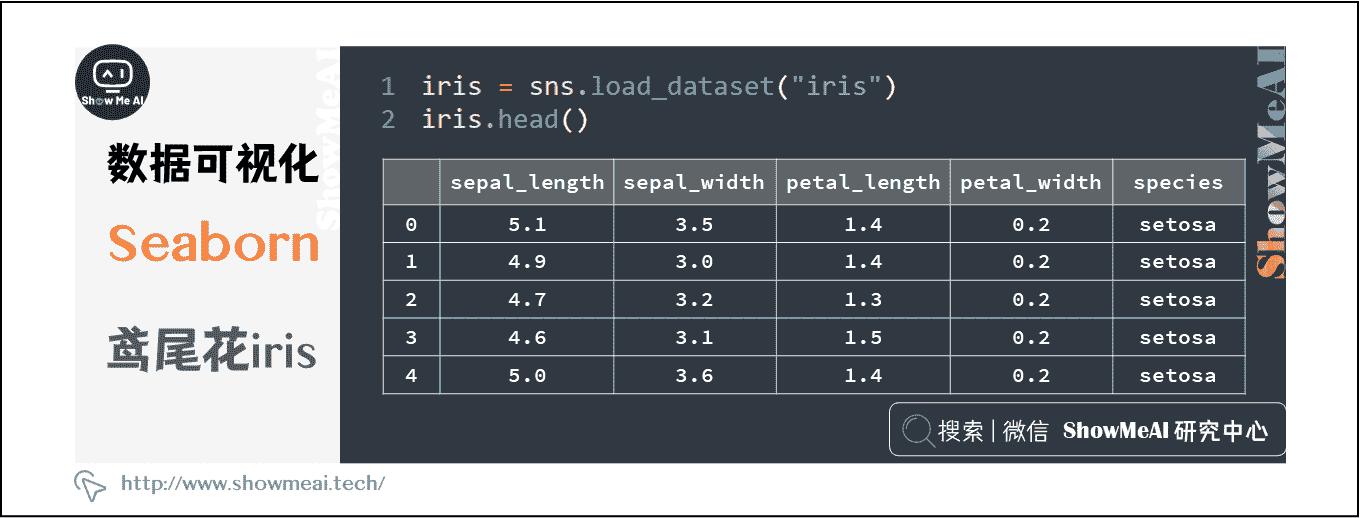 Show Me AI
数据可视化
Seaborn
鸢尾花iris
ShowMeAI
1 iris = sns.load_dataset("iris")
2 iris.head()
sepal_length sepal_width petal_length petal_width species
0 5.1 3.5 1.4 0.2 setosa
1 4.9 3.0 1.4 0.2 setosa
2 4.7 3.2 1.3 0.2 setosa
3 4.6 3.1 1.5 0.2 setosa
4 5.0 3.6 1.4 0.2 setosa
ShowMeAI
搜索 | 微信 ShowMeAI 研究中心
http://www.showmeai.tech/